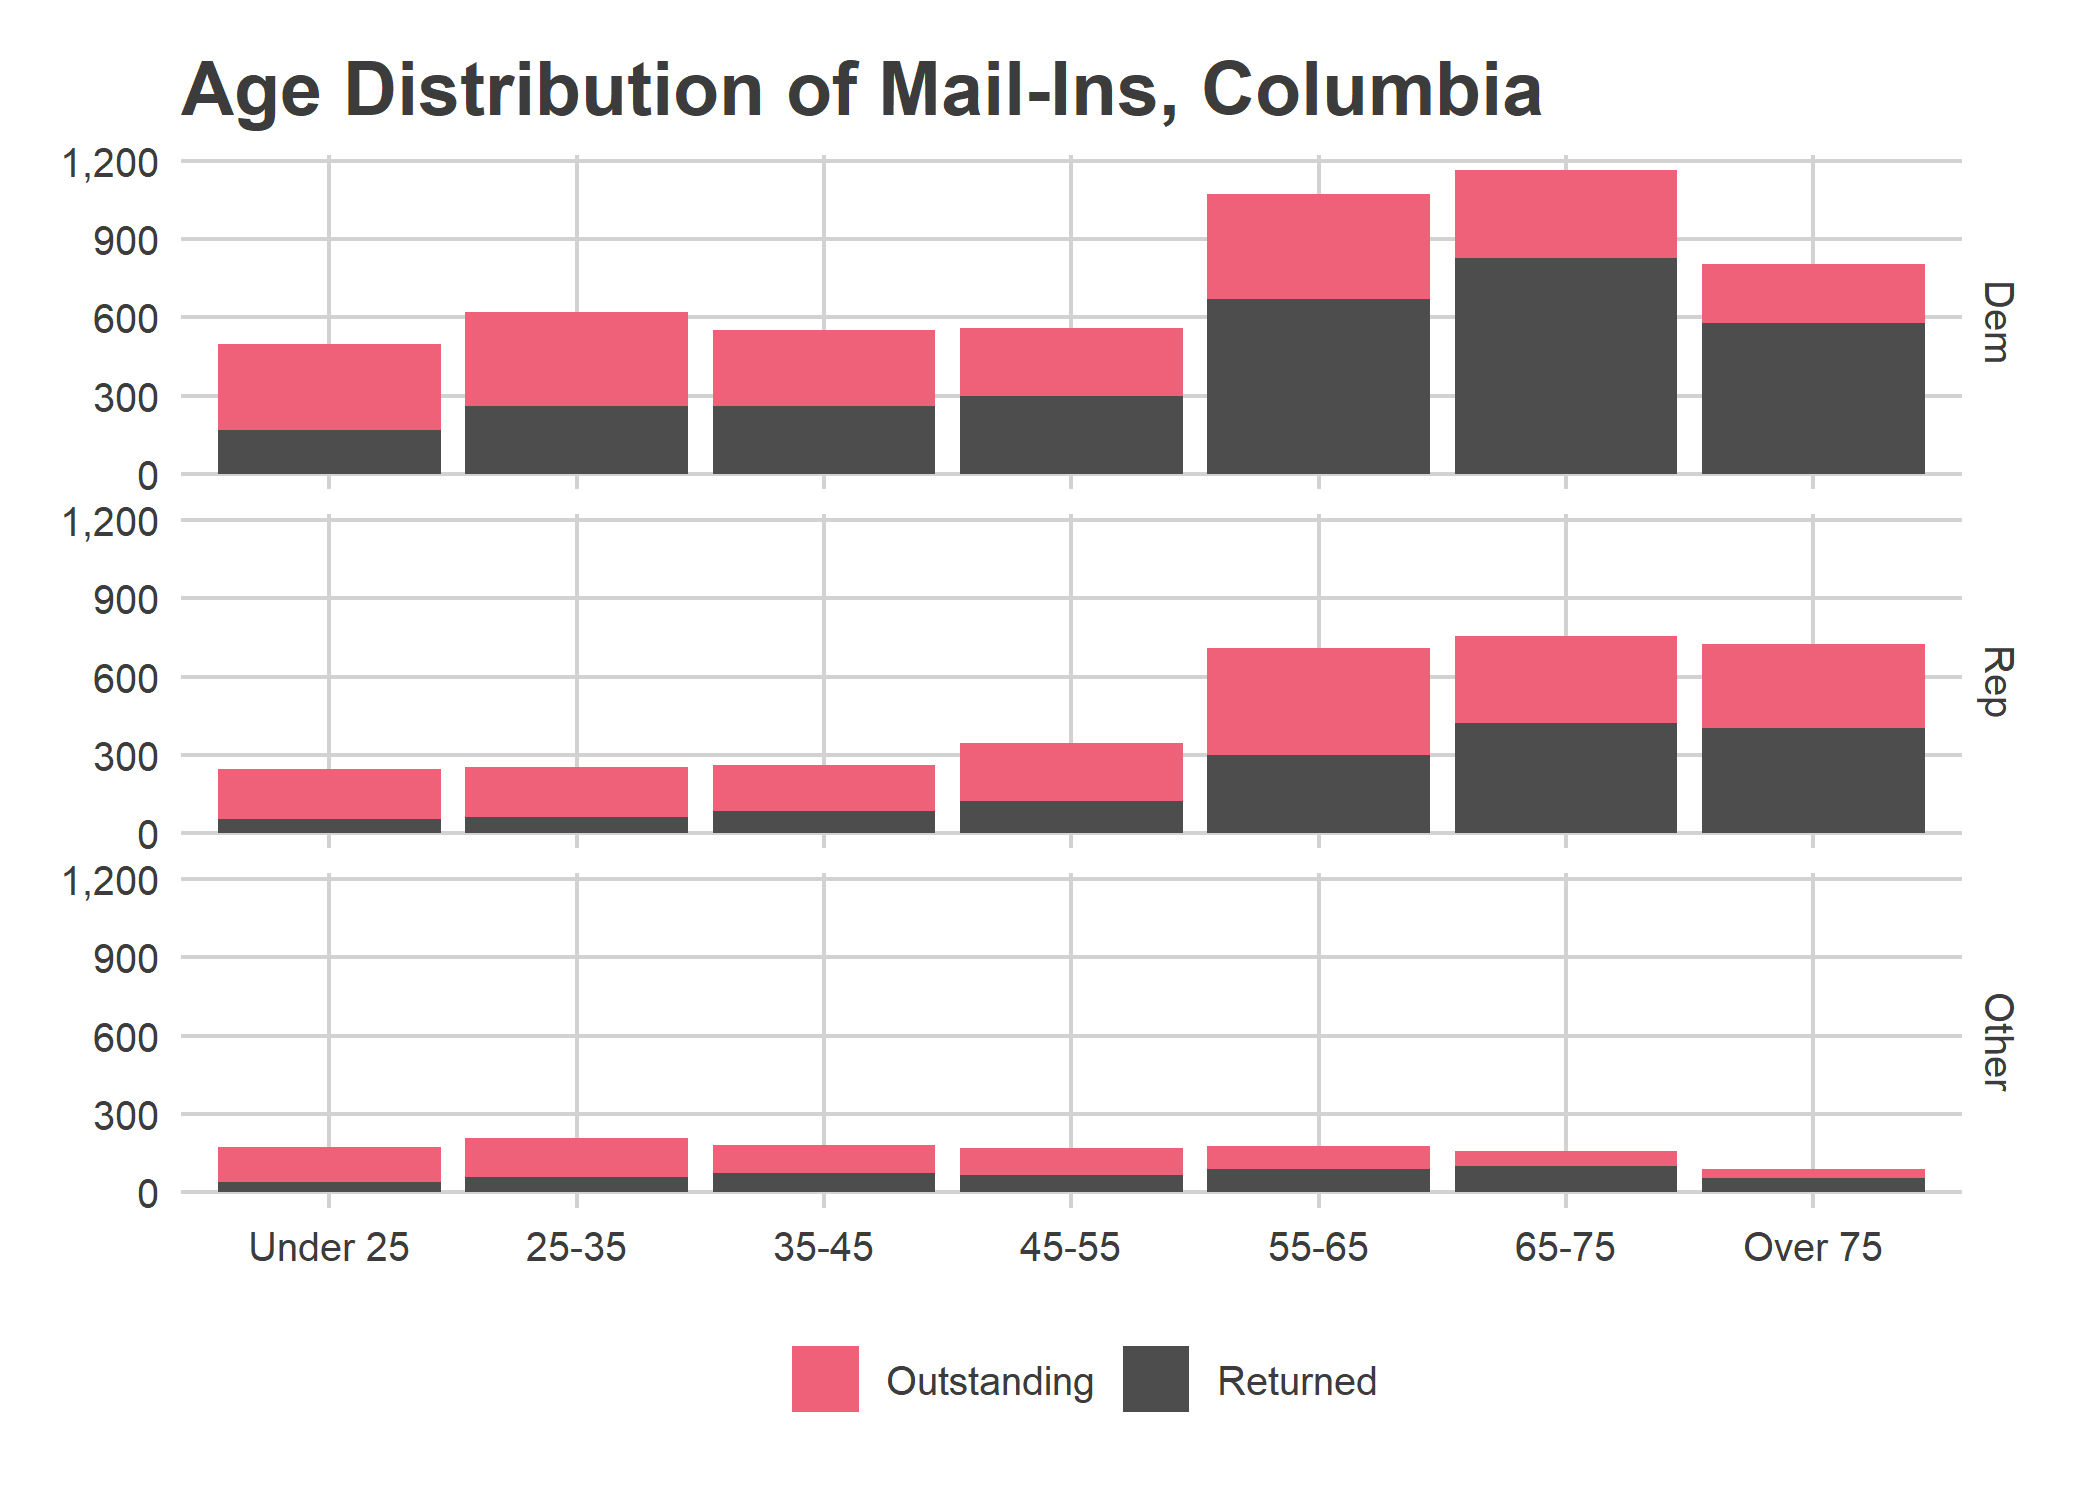 Age Distribution of Mail-Ins, Columbia
1,200
900
600
300
0
Dem
1,200
900
600
300
0
Rep
1,200
900
600
300
0
Other
Under 25 25-35 35-45 45-55 55-65 65-75 Over 75
Outstanding Returned